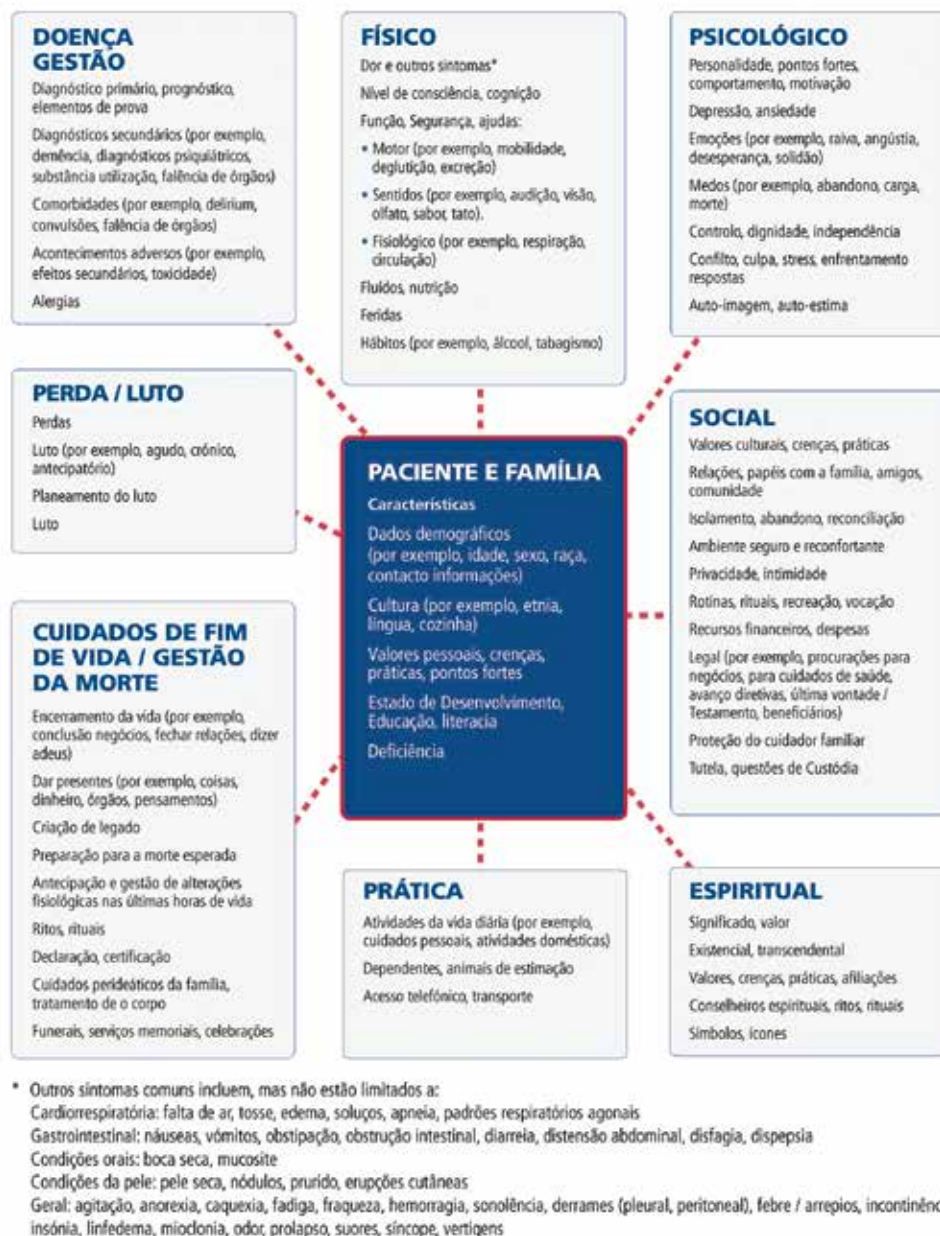 DOENÇA
GESTÃO
Diagnóstico primário, prognóstico,
elementos de prova
Diagnósticos secundários (por exemplo,
demência, diagnósticos psiquiátricos,
substância utilização, falência de órgãos)
Comorbidades (por exemplo, delirium,
convulsões, falência de órgãos)
Acontecimentos adversos (por exemplo,
efeitos secundários, toxicidade)
Alergias
FÍSICO
Dor e outros sintomas*
Nível de consciência, cognição
Função, Segurança, ajudas:
• Motor (por exemplo, mobilidade,
deglutição, excreção)
• Sentidos (por exemplo, audição, visão,
olfato, sabor, tato).
• Fisiológico (por exemplo, respiração,
circulação)
Fluidos, nutrição
Feridas
Hábitos (por exemplo, álcool, tabagismo)
PSICOLÓGICO
Personalidade, pontos fortes,
comportamento, motivação
Depressão, ansiedade
Emoções (por exemplo, raiva, angústia,
desesperança, solidão)
Medos (por exemplo, abandono, carga,
morte)
Controlo, dignidade, independência
Conflito, culpa, stress, enfrentamento
respostas
Auto-imagem, auto-estima
PERDA / LUTO
Perdas
Luto (por exemplo, agudo, crónico,
antecipatório)
Planeamento do luto
Luto
PACIENTE E FAMÍLIA
Características
Dados demográficos
(por exemplo, idade, sexo, raça,
contacto informações)
Cultura (por exemplo, etnia,
língua, cozinha)
Valores pessoais, crenças,
práticas, pontos fortes
Estado de Desenvolvimento,
Educação, literacia
Deficiência
SOCIAL
Valores culturais, crenças, práticas
Relações, papéis com a família, amigos,
comunidade
Isolamento, abandono, reconciliação
Ambiente seguro e reconfortante
Privacidade, intimidade
Rotinas, rituais, recreação, vocação
Recursos financeiros, despesas
Legal (por exemplo, procurações para
negócios, para cuidados de saúde,
avanço diretivas, última vontade /
Testamento, beneficiários)
Proteção do cuidador familiar
Tutela, questões de Custódia
CUIDADOS DE FIM
DE VIDA / GESTÃO
DA MORTE
Encerramento da vida (por exemplo,
conclusão negócios, fechar relações, dizer
adeus)
Dar presentes (por exemplo, coisas,
dinheiro, órgãos, pensamentos)
Criação de legado
Preparação para a morte esperada
Antecipação e gestão de alterações
fisiológicas nas últimas horas de vida
Ritos, rituais
Declaração, certificação
Cuidados perideáticos da família,
tratamento de o corpo
Funerais, serviços memoriais, celebrações
PRÁTICA
Atividades da vida diária (por exemplo,
cuidados pessoais, atividades domésticas)
Dependentes, animais de estimação
Acesso telefónico, transporte
ESPIRITUAL
Significado, valor
Existencial, transcendental
Valores, crenças, práticas, afiliações
Conselheiros espirituais, ritos, rituais
Símbolos, ícones
* Outros sintomas comuns incluem, mas não estão limitados a:
Cardiorrespiratória: falta de ar, tosse, edema, soluços, apneia, padrões respiratórios agonais
Gastrointestinal: náuseas, vómitos, obstipação, obstrução intestinal, diarreia, distensão abdominal, disfagia, dispepsia
Condições orais: boca seca, mucosite
Condições da pele: pele seca, nódulos, prurido, erupções cutâneas
Geral: agitação, anorexia, caquexia, fadiga, fraqueza, hemorragia, sonolência, derrames (pleural, peritoneal), febre / arrepios,
insónia, linfedema, mioclonia, odor, prolapso, suores, síncope, vertigens